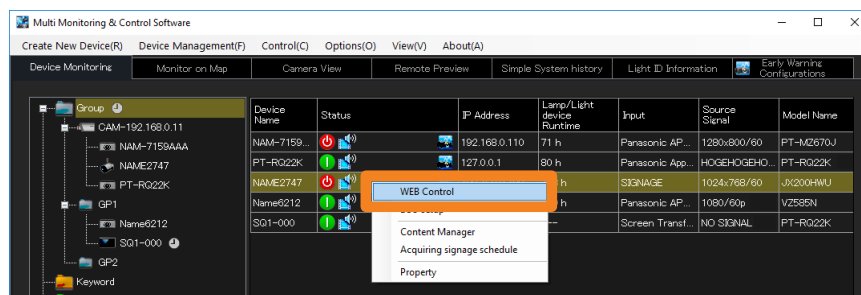 Multi Monitoring & Control Software
Create New Device(R) Device Management(F) Control(C) Options(O) View(V) About(A)
Device Monitoring Monitor on Map Camera View Remote Preview Simple System history Light ID Information Early Warning Configurations
Group
CAM-192.168.0.11
NAM-7159AAA
NAME2747
PT-RQ22K
GP1
Name6212
SQ1-000
GP2
Keyword
Device Name Status IP Address Lamp/Light device Runtime Input Source Signal Model Name
NAM-7159... 192.168.0.110 71 h Panasonic AP... 1280x800/60 PT-MZ670J
PT-RQ22K 127.0.0.1 80 h Panasonic App... HOGEHOGEHO... PT-RQ22K
NAME2747 h SIGNAGE 1024x768/60 JX200HWU
Name6212 h Panasonic AP... 1080/60p VZ585N
SQ1-000 Screen Transf... NO SIGNAL PT-RQ22K
WEB Control
Content Manager
Acquiring signage schedule
Property